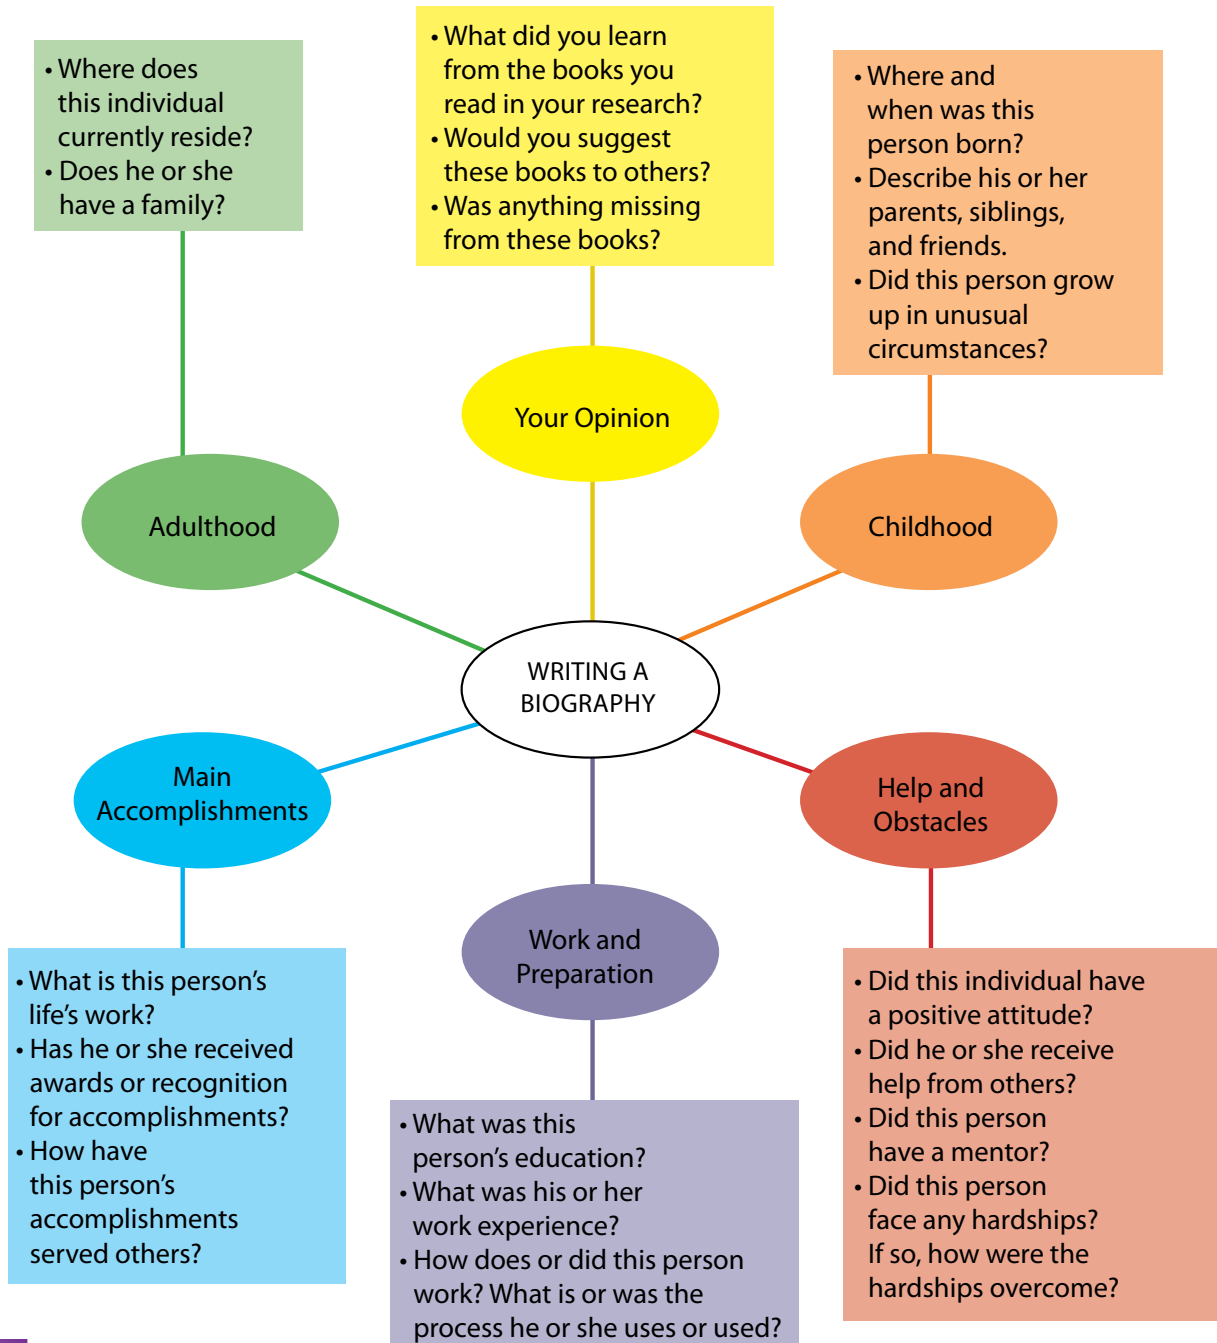 • Where does
this individual
currently reside?
• Does he or she
have a family?
• What did you learn
from the books you
read in your research?
• Would you suggest
these books to others?
• Was anything missing
from these books?
• Where and
when was this
person born?
• Describe his or her
parents, siblings,
and friends.
• Did this person grow
up in unusual
circumstances?
Your Opinion
Adulthood
Childhood
WRITING A
BIOGRAPHY
Main
Accomplishments
Help and
Obstacles
Work and
Preparation
• What is this person’s
life’s work?
• Has he or she received
awards or recognition
for accomplishments?
• How have
this person’s
accomplishments
served others?
• What was this
person’s education?
• What was his or her
work experience?
• How does or did this person
work? What is or was the
process he or she uses or used?
• Did this individual have
a positive attitude?
• Did he or she receive
help from others?
• Did this person
have a mentor?
• Did this person
face any hardships?
If so, how were the
hardships overcome?